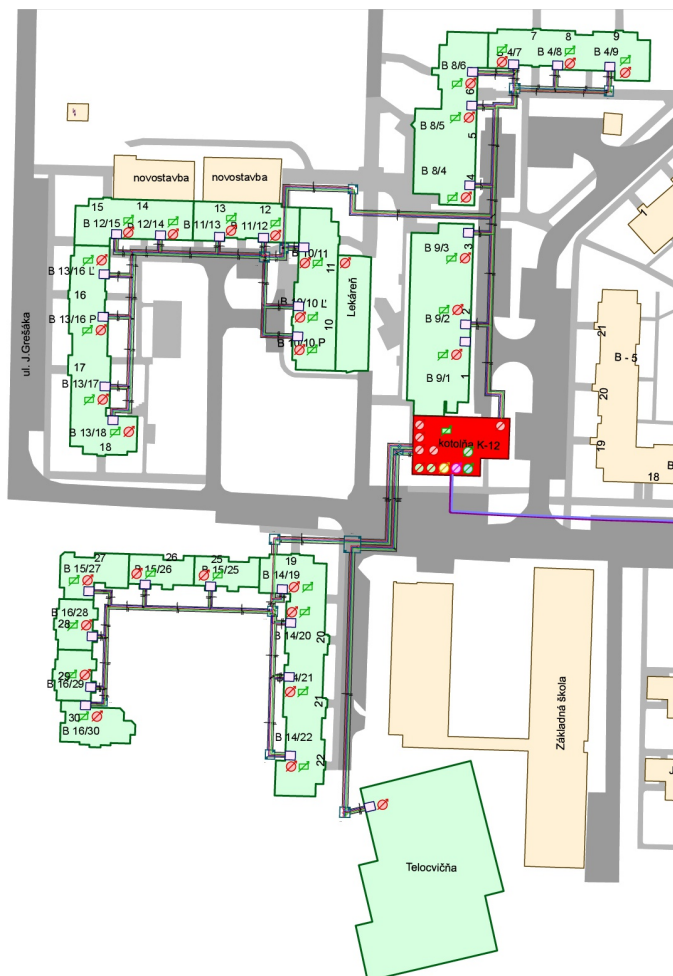 7
8
9
B 4/7
B 4/8
B 4/9
B 8/6
6
B 8/5
5
B 8/4
4
novostavba
novostavba
15
14
13
12
B 12/15
B 12/14
B 11/13
11/12
B 10/11
11
B 9/3
3
B 13/16 Ľ
16
B 13/16 P
B 10/10 Ľ
10
Lekáreň
B 9/2
2
B 10/10 P
1
B 9/1
17
B 13/17
B 13/18
18
ul. J.Grešáka
kotolňa K-12
1
21
B - 5
20
19
18
B
27
26
25
19
B 15/27
B 15/26
B 15/25
B 14/19
B 16/28
28
B 14/20
20
29
B 16/29
14/21
21
30
B 16/30
B 14/22
22
Základná škola
Telocvičňa